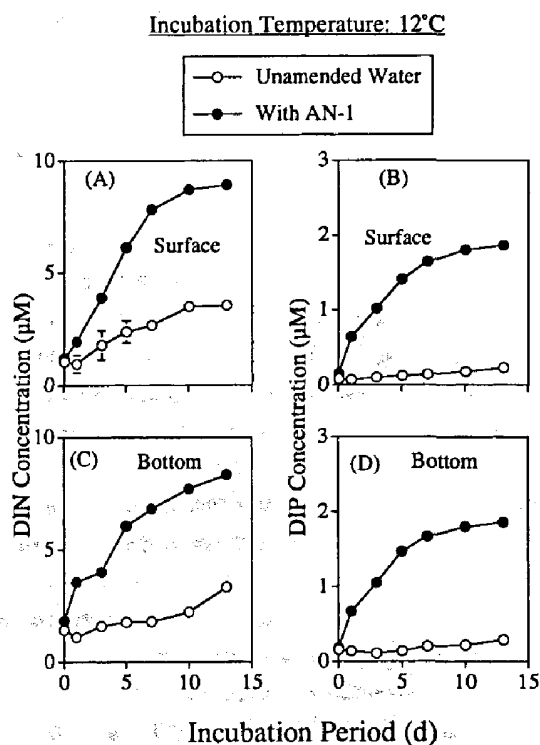 Incubation Temperature: 12°C
Unamended Water
With AN-1
DIN Concentration (µM)
DIP Concentration (µM)
10
5
0
(A)
Surface
3
2
1
0
(B)
Surface
10
5
0
(C)
Bottom
0 5 10 15
3
2
1
0
(D)
Bottom
0 5 10 15
Incubation Period (d)